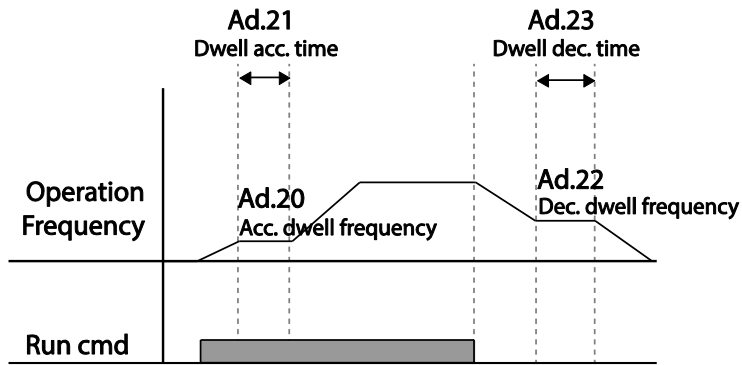 Ad.21
Dwell acc. time
Ad.23
Dwell dec. time
Operation
Frequency
Ad.20
Acc. dwell frequency
Ad.22
Dec. dwell frequency
Run cmd